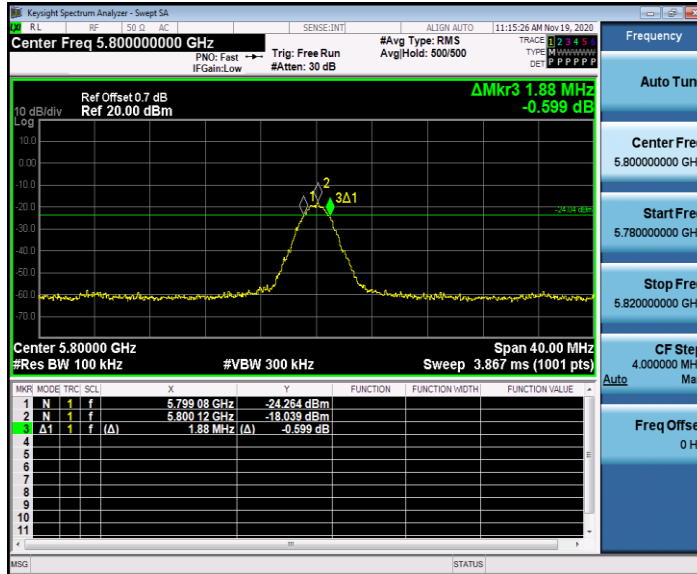 Keysight Spectrum Analyzer - Swept SA
RL RF 50 Ω AC SENSE:INT ALIGN AUTO 11:15:26 AM Nov 19, 2020
Center Freq 5.800000000 GHz
PNO: Fast
IFGain:Low
Trig: Free Run
#Atten: 30 dB
#Avg Type: RMS
Avg|Hold: 500/500
TRACE 1 2 3 4 5 6
TYPE M WWWWW
DET P P P P P P
ΔMkr3 1.88 MHz
-0.599 dB
Ref Offset 0.7 dB
10 dB/div Ref 20.00 dBm
Log
10.0
0.00
-10.0
-20.0
-30.0
-40.0
-50.0
-60.0
-70.0
1
2
3Δ1
-24.04 dBm
Center 5.80000 GHz Span 40.00 MHz
#Res BW 100 kHz #VBW 300 kHz Sweep 3.867 ms (1001 pts)
MKR MODE TRC SCL X Y FUNCTION FUNCTION WIDTH FUNCTION VALUE
1 N 1 f 5.799 08 GHz -24.264 dBm
2 N 1 f 5.800 12 GHz -18.039 dBm
3 Δ1 1 f (Δ) 1.88 MHz (Δ) -0.599 dB
4
5
6
7
8
9
10
11
MSG STATUS
Frequency
Auto Tun
Center Fre
5.800000000 GH
Start Fre
5.780000000 GH
Stop Fre
5.820000000 GH
CF Ste
4.000000 MH
Auto Ma
Freq Offse
0 H